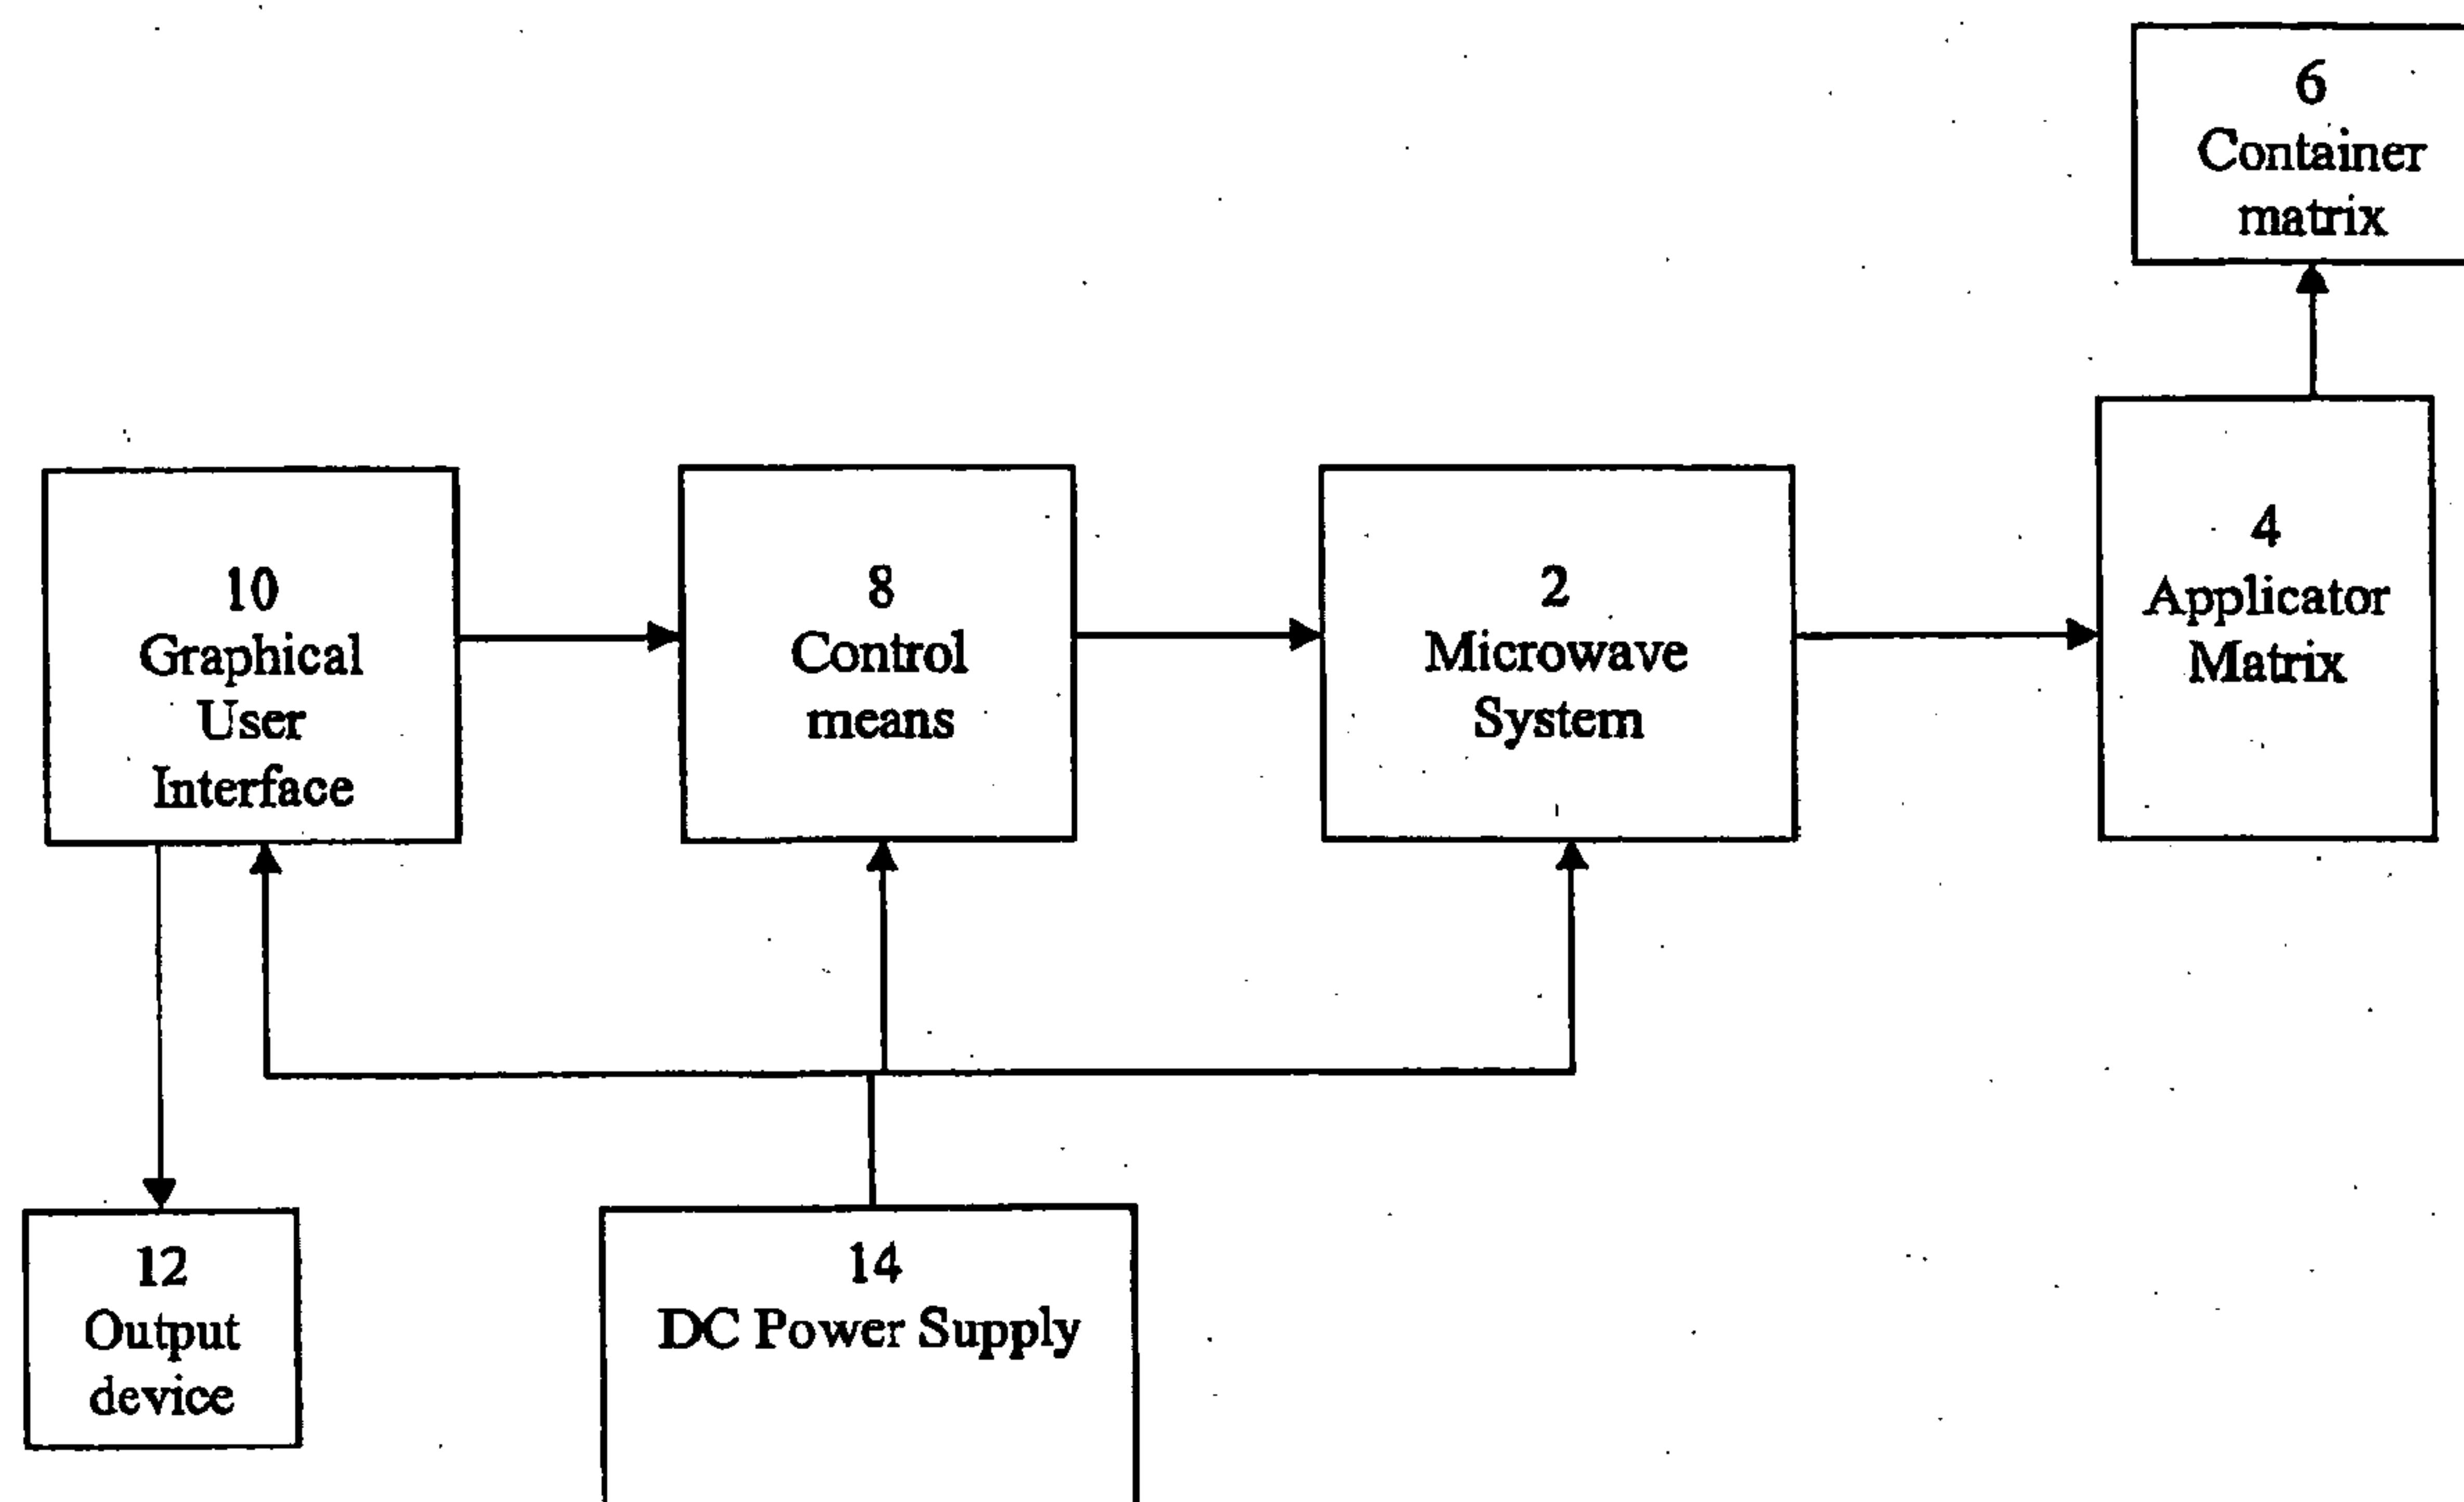 6
Container
matrix
10
Graphical
User
Interface
8
Control
means
2
Microwave
System
4
Applicator
Matrix
12
Output
device
14
DC Power Supply